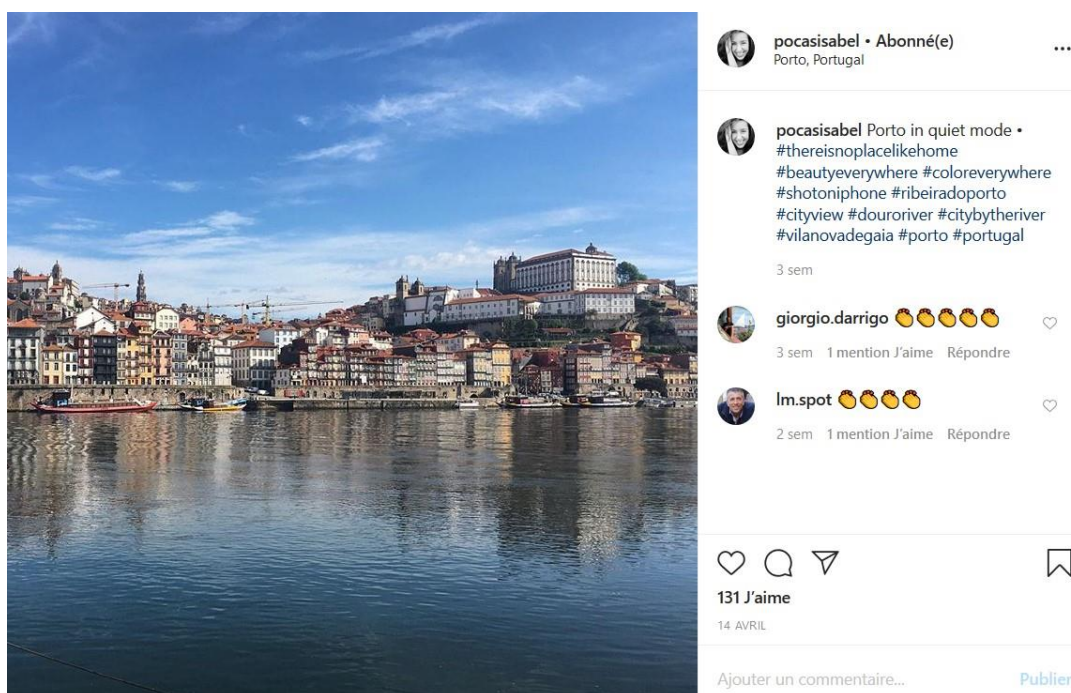 pocasisabel • Abonné(e)
Porto, Portugal
pocasisabel Porto in quiet mode •
#thereisnoplacelikehome
#beautyeverywhere #coloreverywhere
#shotoniphone #ribeiradoporto
#cityview #douroriver #citybytheriver
#vilanovadegaia #porto #portugal
3 sem
giorgio.darrigo 👏👏👏👏👏
3 sem 1 mention J’aime Répondre
lm.spot 👏👏👏👏
2 sem 1 mention J’aime Répondre
131 J’aime
14 AVRIL
Ajouter un commentaire... Publier